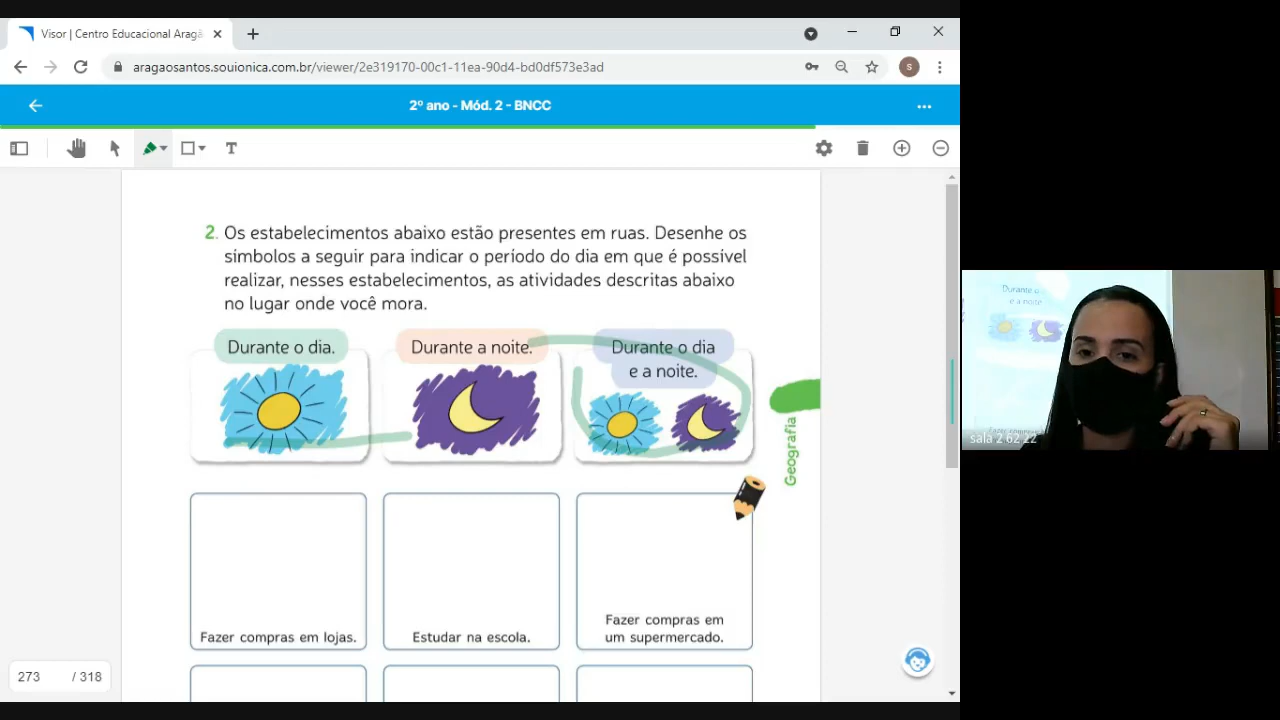 Visor | Centro Educacional Aragã
aragaosantos.souionica.com.br/viewer/2e319170-00c1-11ea-90d4-bd0df573e3ad
S
2º ano - Mód. 2 - BNCC
T
2. Os estabelecimentos abaixo estão presentes em ruas. Desenhe os
símbolos a seguir para indicar o período do dia em que é possível
realizar, nesses estabelecimentos, as atividades descritas abaixo
no lugar onde você mora.
Durante o dia.
Durante a noite.
Durante o dia
e a noite.
Geografia
Fazer compras em lojas.
Estudar na escola.
Fazer compras em
um supermercado.
273 / 318
Durante o
e a noite
sala 2 62 22